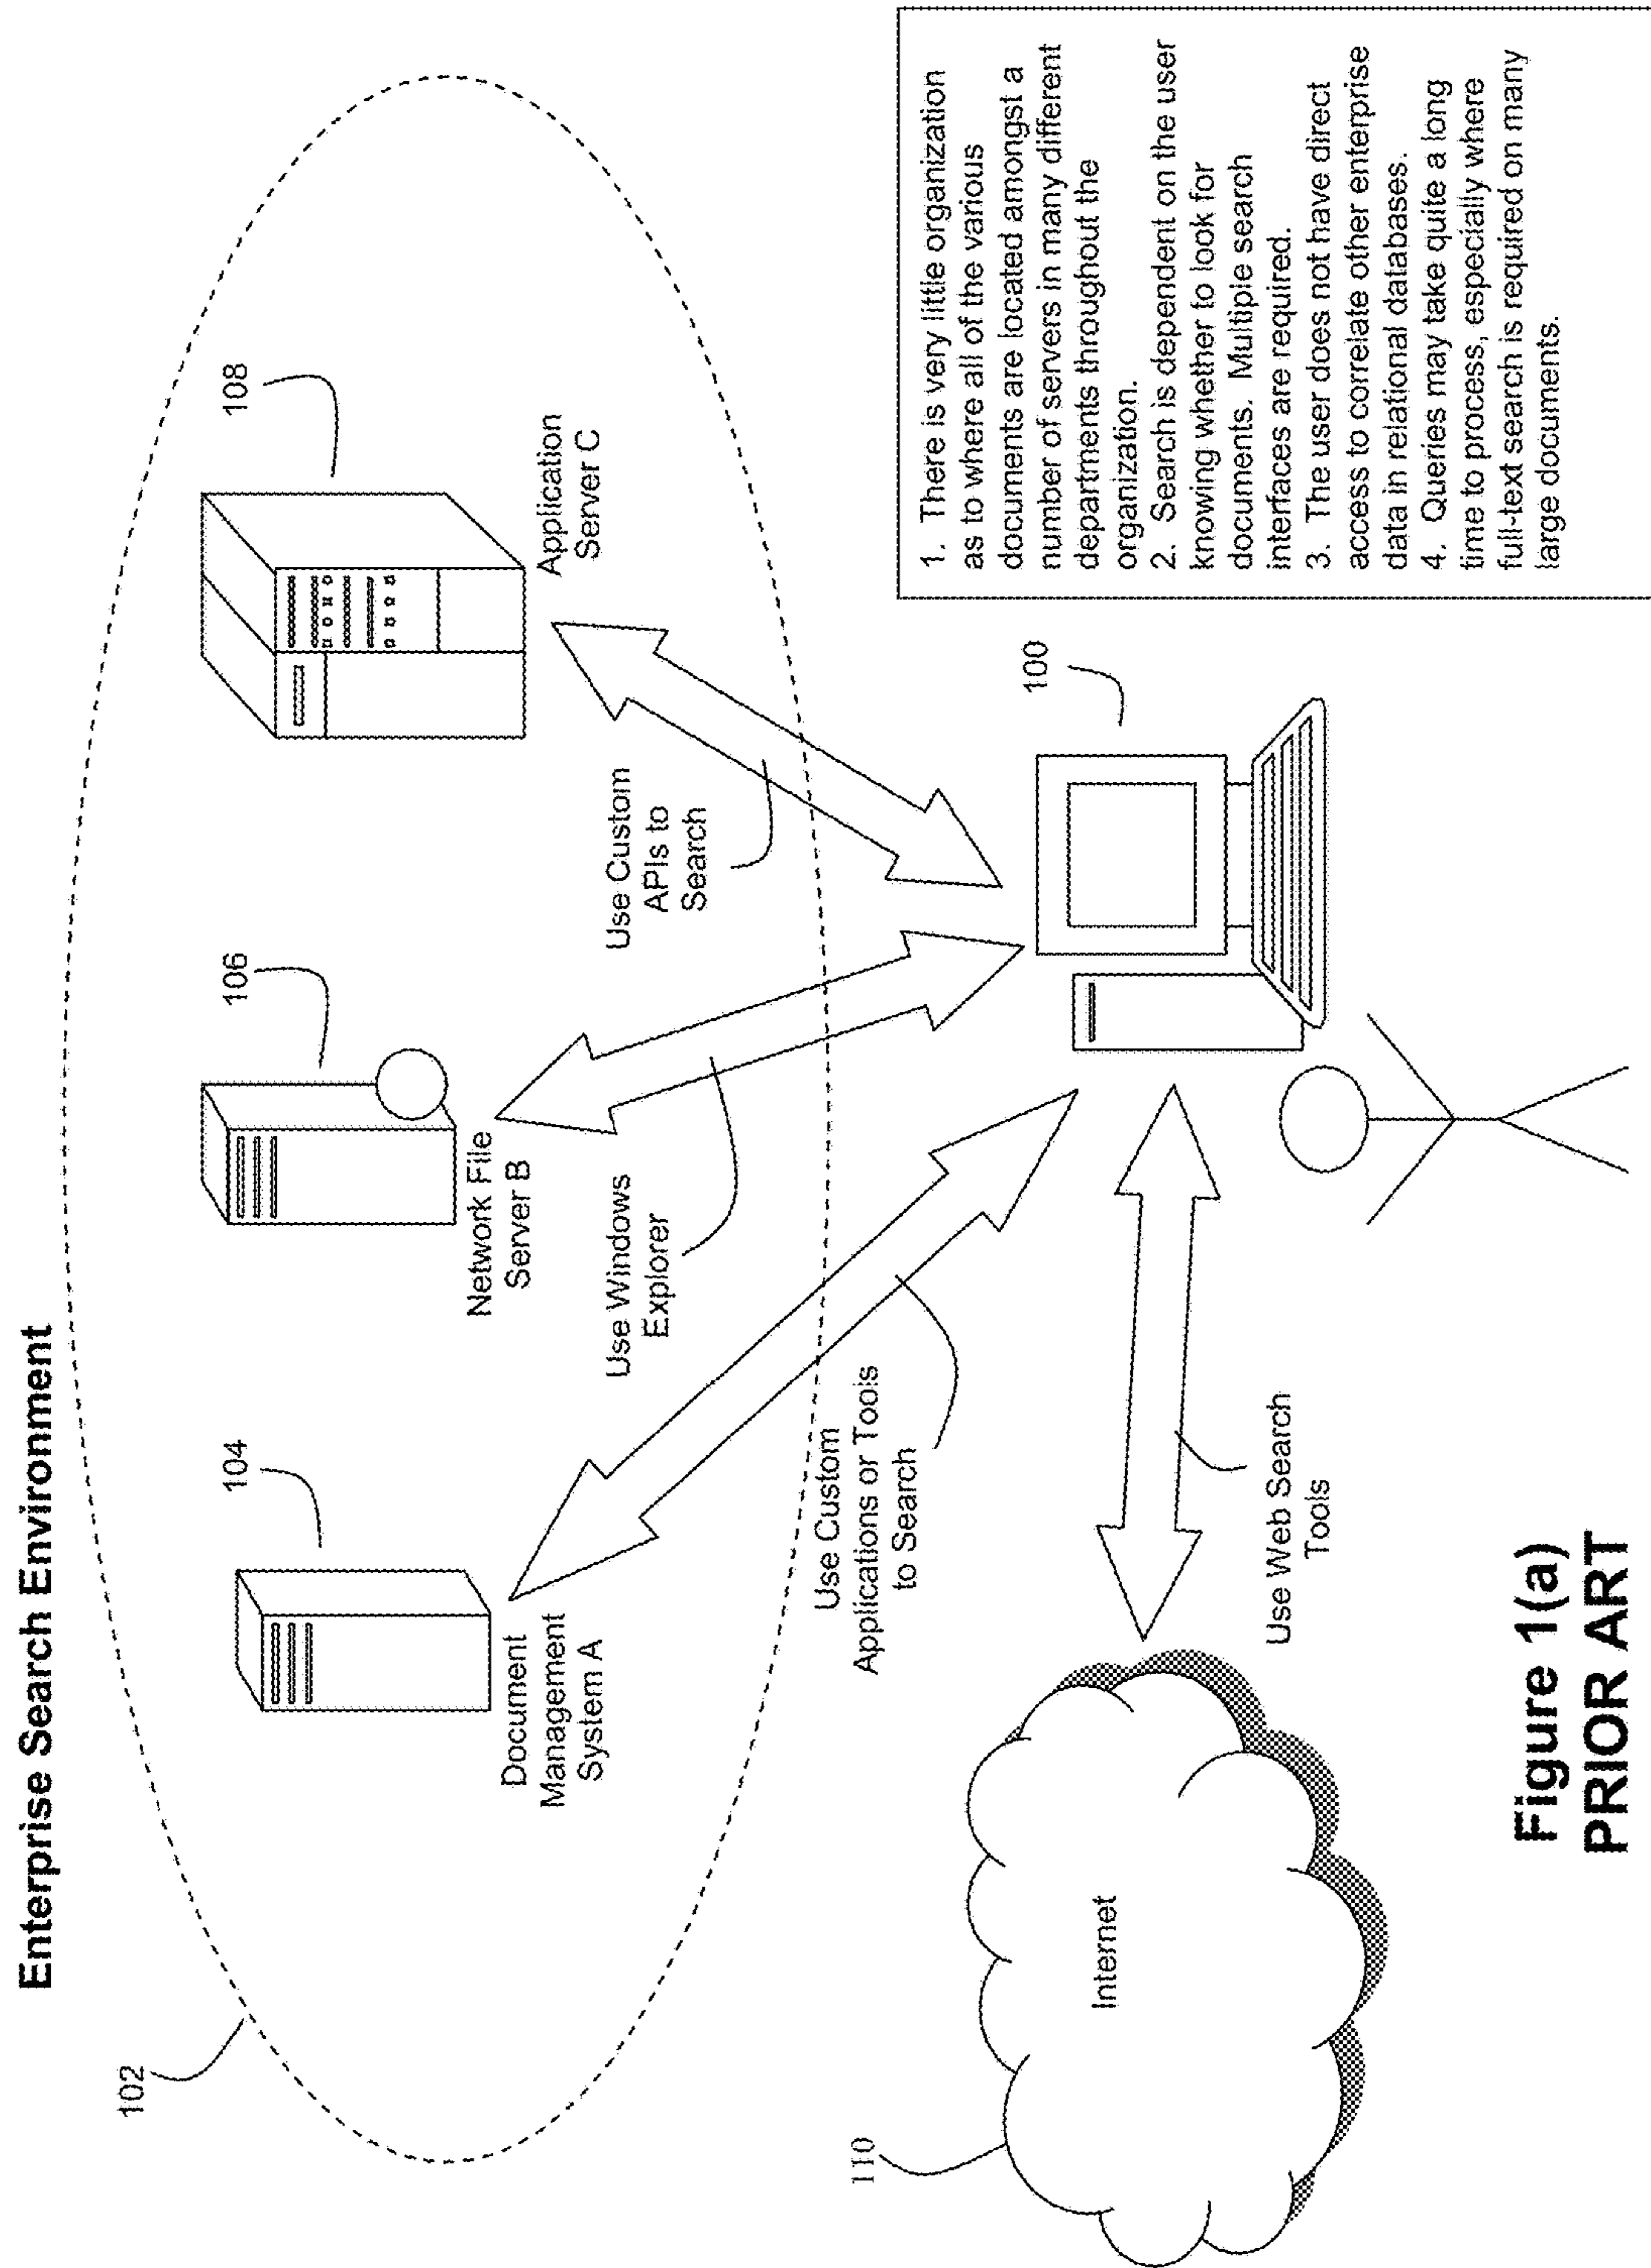 Enterprise Search Environment
102
104
106
108
Document
Management
System A
Network File
Server B
Application
Server C
Use Windows
Explorer
Use Custom
APIs to
Search
Use Custom
Applications or Tools
to Search
110
Internet
Use Web Search
Tools
100
1. There is very little organization
as to where all of the various
documents are located amongst a
number of servers in many different
departments throughout the
organization.
2. Search is dependent on the user
knowing whether to look for
documents. Multiple search
interfaces are required.
3. The user does not have direct
access to correlate other enterprise
data in relational databases.
4. Queries may take quite a long
time to process, especially where
full-text search is required on many
large documents.
Figure 1(a)
PRIOR ART